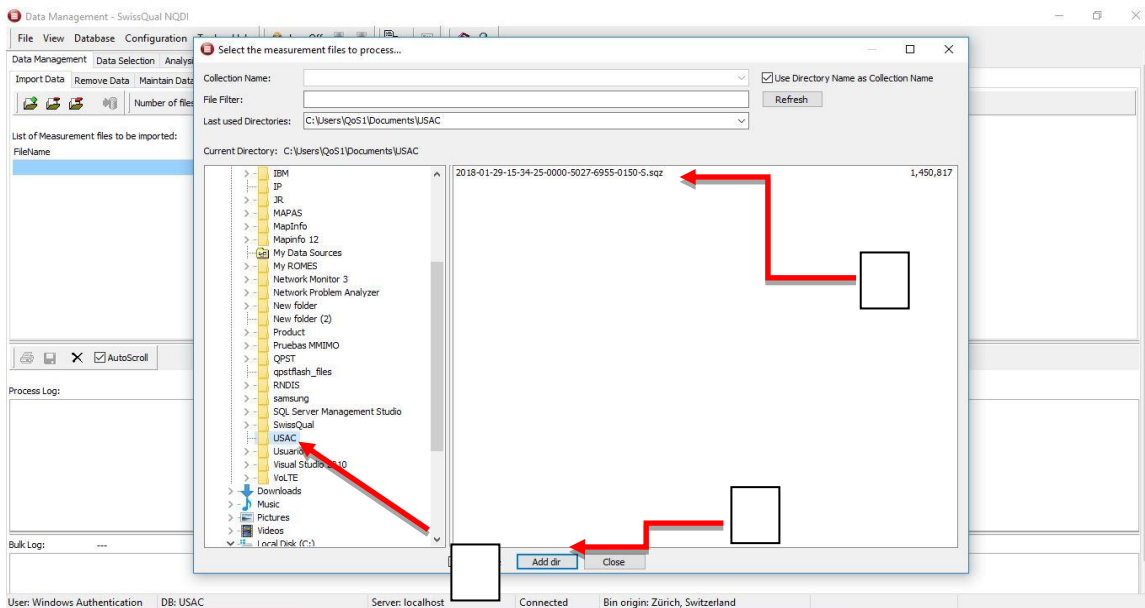 Data Management - SwissQual NQDI
File View Database Configuration
Data Management Data Selection
Import Data Remove Data Maintain Data
Number of files
List of Measurement files to be imported:
FileName
AutoScroll
Process Log:
Bulk Log: ---
Select the measurement files to process...
Collection Name:
Use Directory Name as Collection Name
File Filter:
Refresh
Last used Directories: C:\Users\QoS1\Documents\USAC
Current Directory: C:\Users\QoS1\Documents\USAC
IBM
IP
JR
MAPAS
MapInfo
Mapinfo 12
My Data Sources
My ROMES
Network Monitor 3
Network Problem Analyzer
New folder
New folder (2)
Product
Pruebas MMIMO
QPST
qpstflash_files
RNDIS
samsung
SQL Server Management Studio
SwissQual
USAC
Visual Studio
VoLTE
Downloads
Music
Pictures
Videos
Local Disk (C:)
2018-01-29-15-34-25-0000-5027-6955-0150-S.sqz 1,450,817
Add dir Close
User: Windows Authentication DB: USAC Server: localhost Connected Bin origin: Zürich, Switzerland